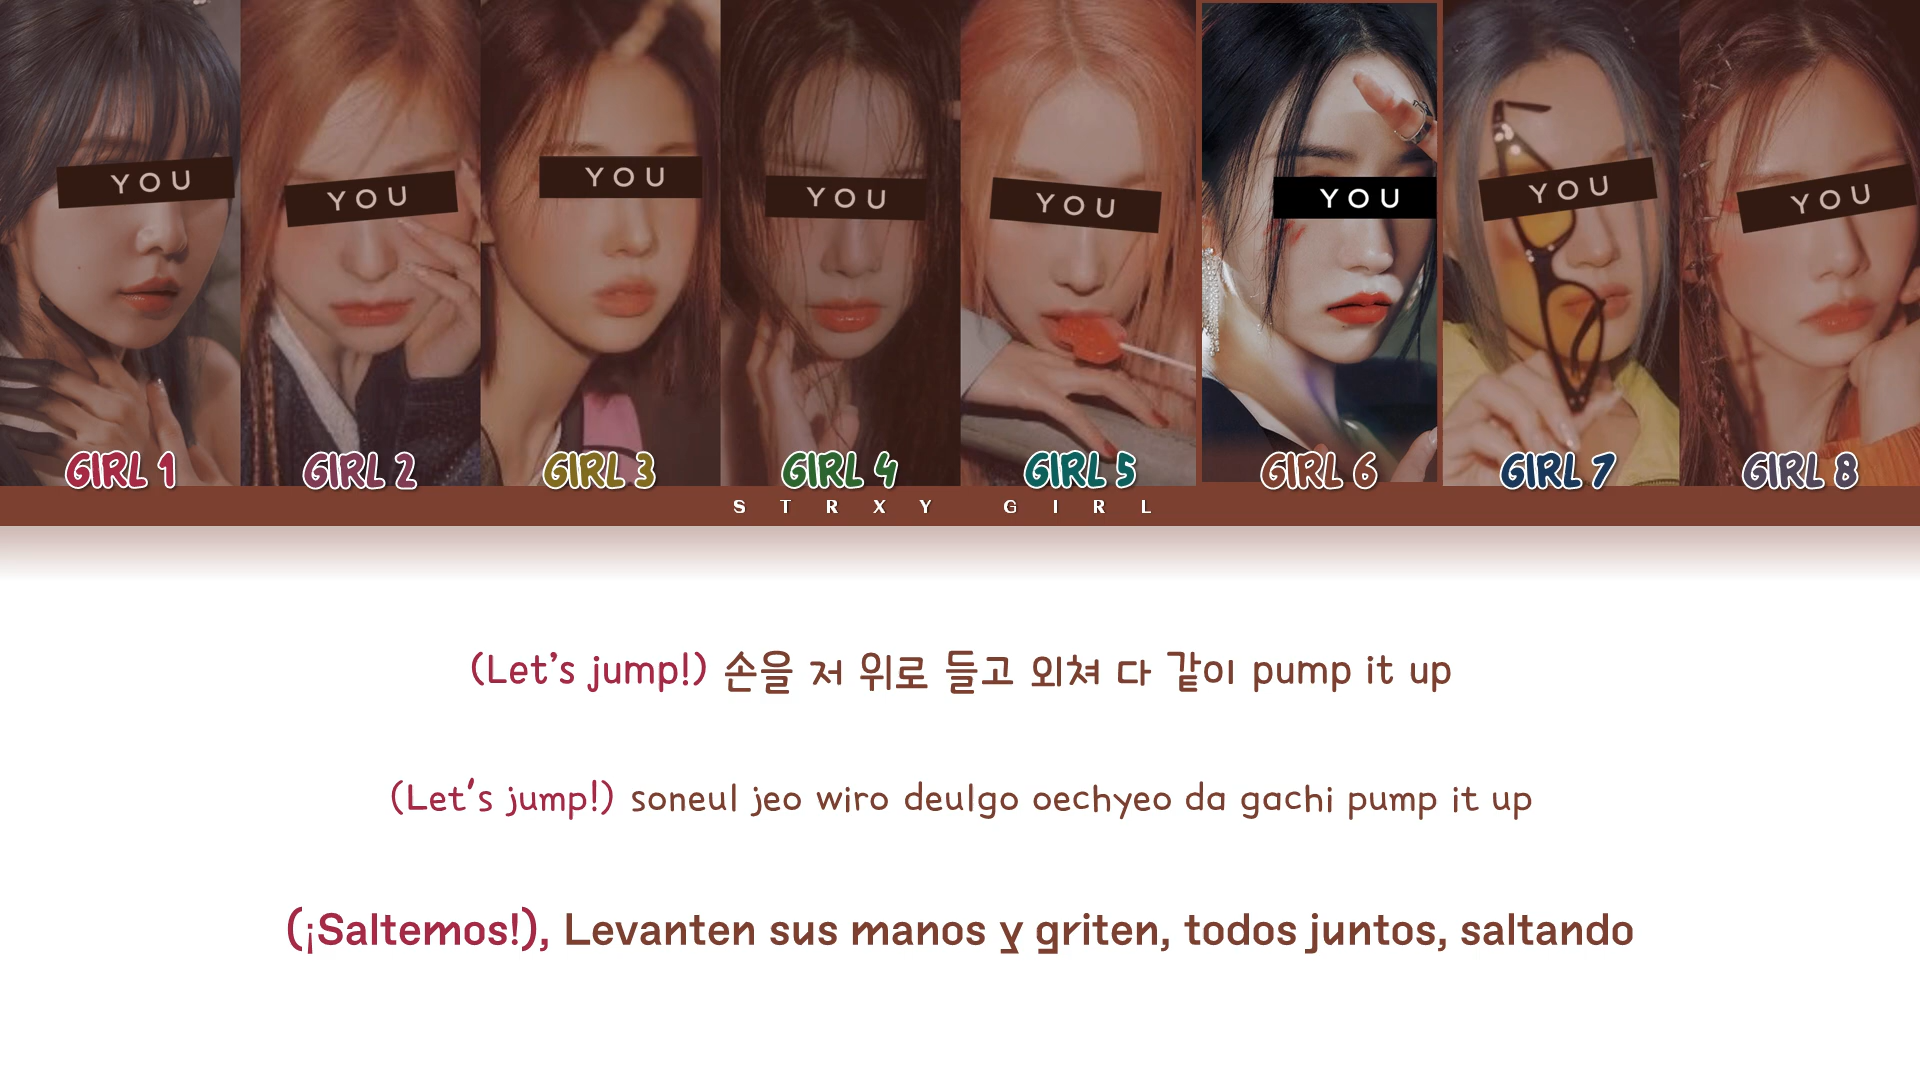 YOU YOU YOU YOU YOU YOU YOU YOU
GIRL 1 GIRL 2 GIRL 3 GIRL 4 GIRL 5 GIRL 6 GIRL 7 GIRL 8
STRXY GIRL
(Let's jump!) 손을 저 위로 들고 외쳐 다 같이 pump it up
(Let's jump!) soneul jeo wiro deulgo oechyeo da gachi pump it up
(¡Saltemos!), Levanten sus manos y griten, todos juntos, saltando